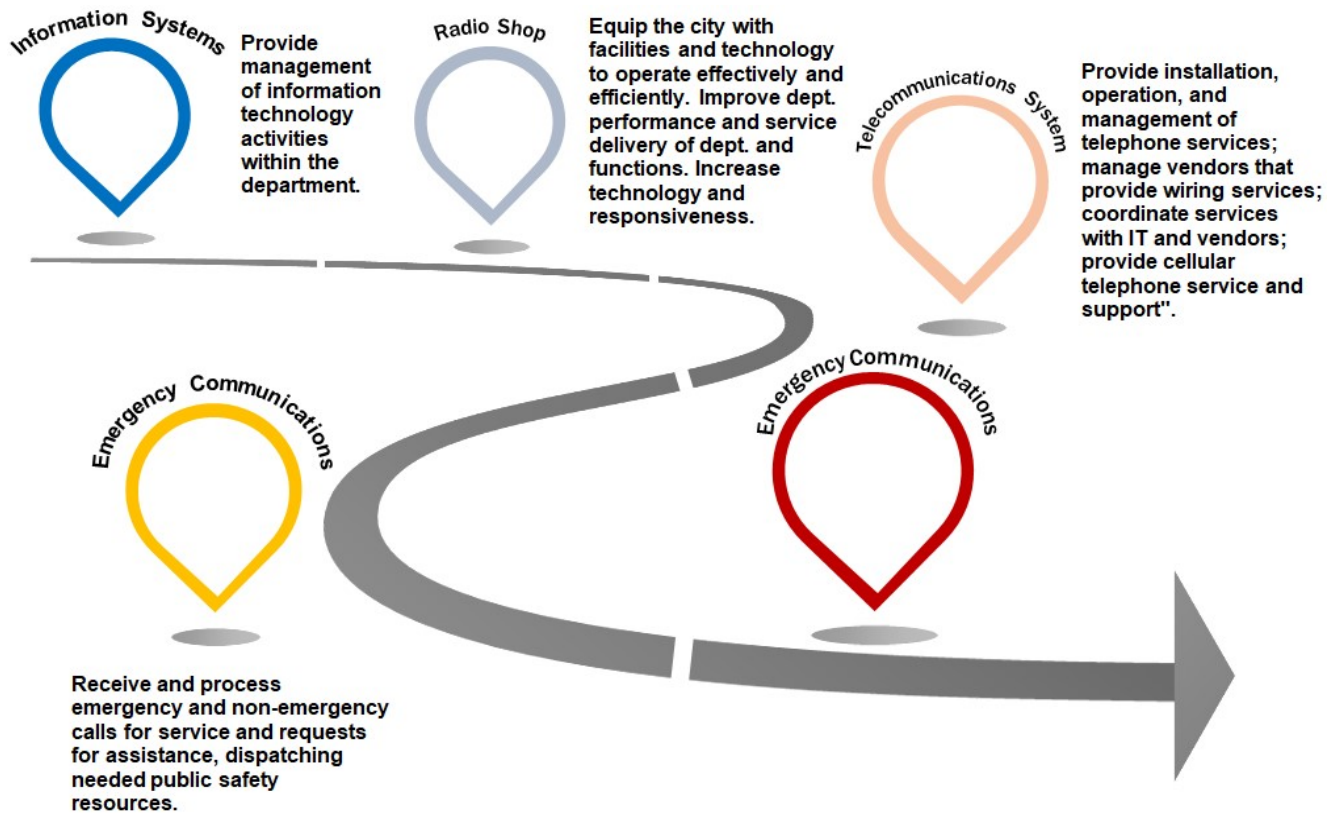 Information Systems
Provide
management
of information
technology
activities
within the
department.
Radio Shop
Equip the city with
facilities and technology
to operate effectively and
efficiently. Improve dept.
performance and service
delivery of dept. and
functions. Increase
technology and
responsiveness.
Telecommunications System
Provide installation,
operation, and
management of
telephone services;
manage vendors that
provide wiring services;
coordinate services
with IT and vendors;
provide cellular
telephone service and
support".
Emergency Communications
Receive and process
emergency and non-emergency
calls for service and requests
for assistance, dispatching
needed public safety
resources.
Emergency Communications